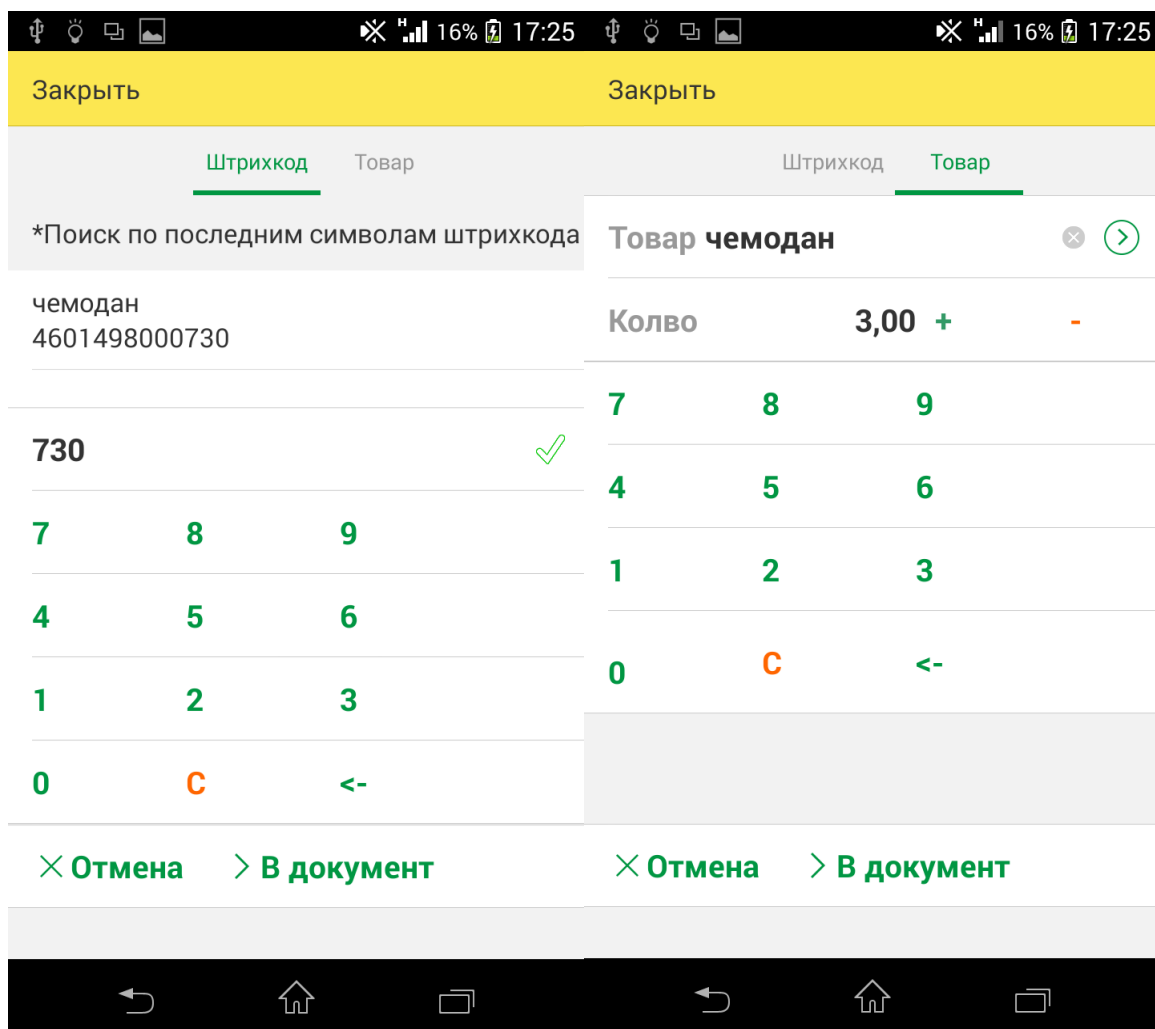 H 16% 17:25
Закрыть
Штрихкод Товар
*Поиск по последним символам штрихкода
чемодан
4601498000730
730
7 8 9
4 5 6
1 2 3
0 C <-
Отмена В документ
H 16% 17:25
Закрыть
Штрихкод Товар
Товар чемодан
Колво 3,00 + -
7 8 9
4 5 6
1 2 3
0 C <-
Отмена В документ